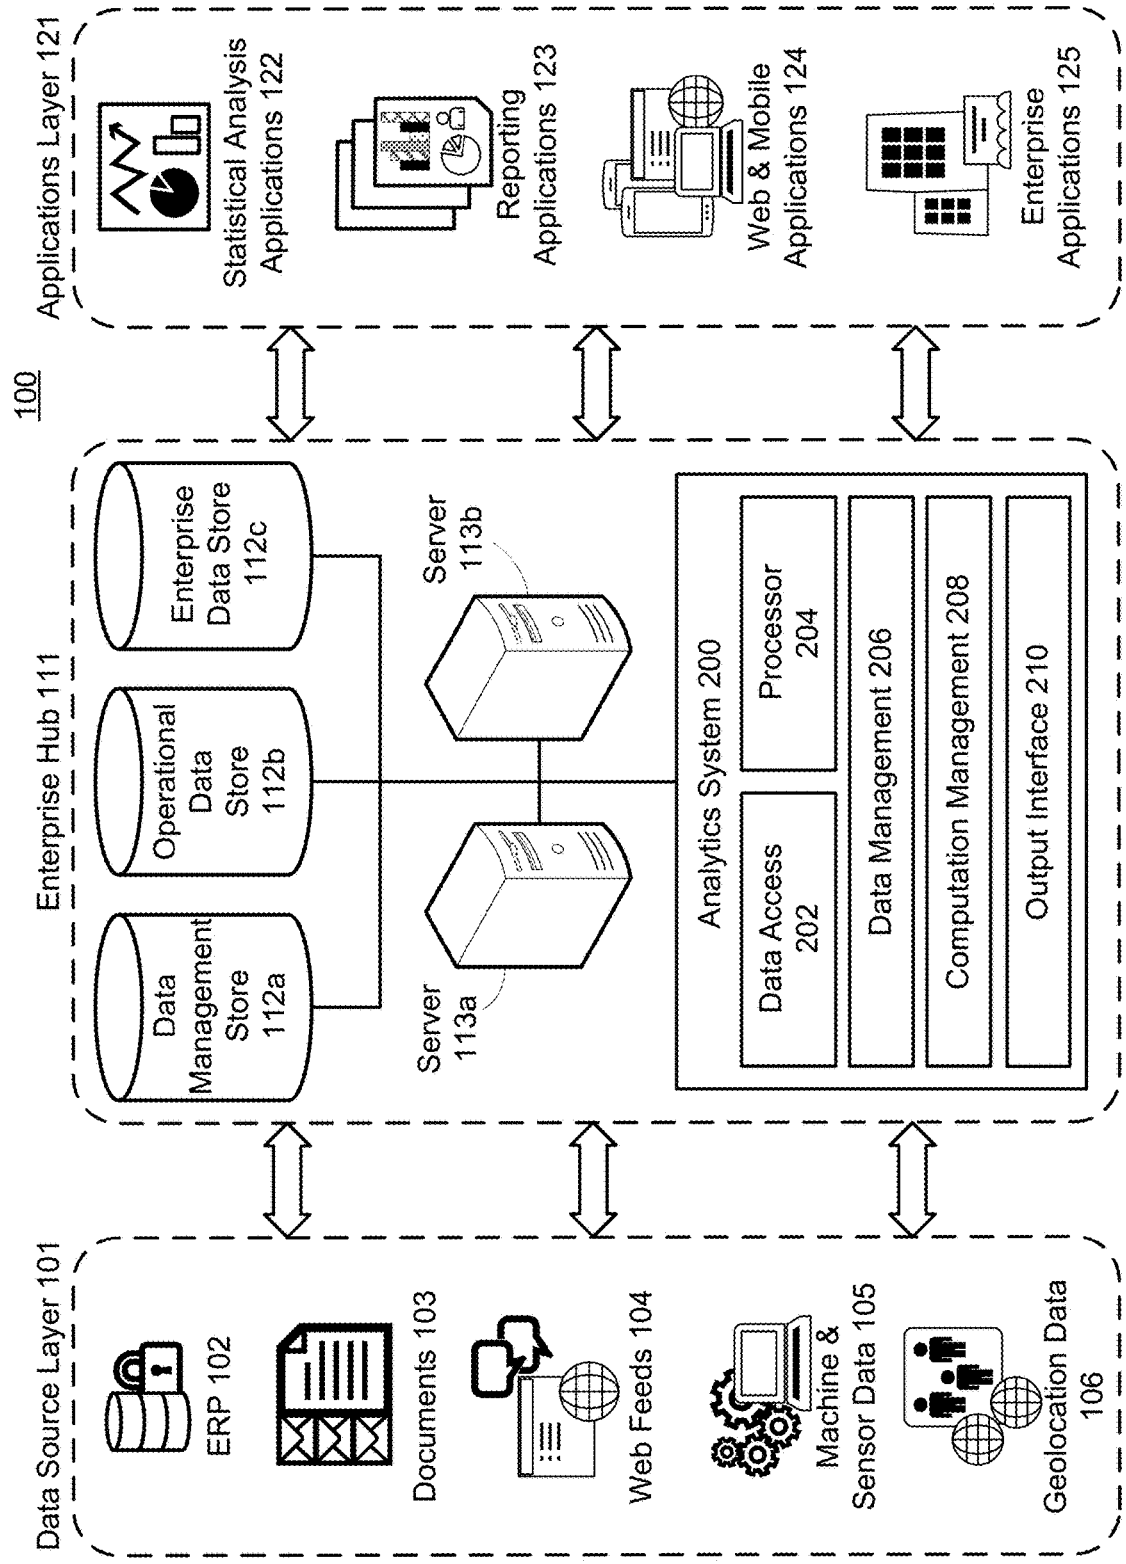 100
Data Source Layer 101
ERP 102
Documents 103
Web Feeds 104
Machine &
Sensor Data 105
Geolocation Data
106
Enterprise Hub 111
Data
Management
Store
112a
Operational
Data
Store
112b
Enterprise
Data Store
112c
Server
113a
Server
113b
Analytics System 200
Data Access
202
Processor
204
Data Management 206
Computation Management 208
Output Interface 210
Applications Layer 121
Statistical Analysis
Applications 122
Reporting
Applications 123
Web & Mobile
Applications 124
Enterprise
Applications 125